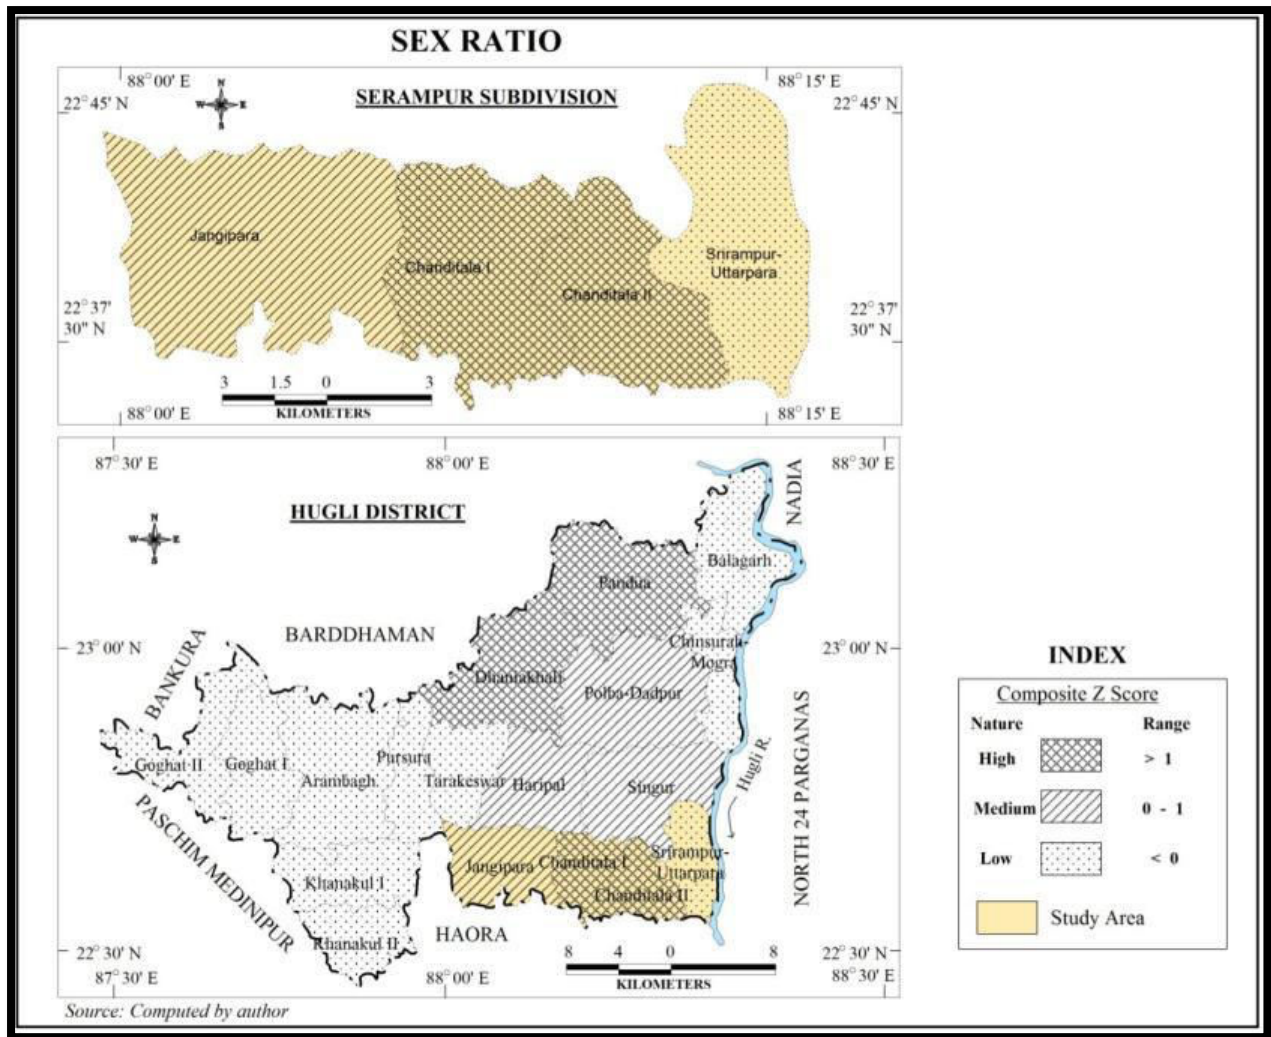 SEX RATIO
88° 00' E
N
W E
S
SERAMPUR SUBDIVISION
88° 15' E
22° 45' N
22° 45' N
Jangipara
Chanditala I
Chanditala II
Srirampur-
Uttarpara
22° 37'
30" N
22° 37'
30" N
3 1.5 0 3
KILOMETERS
88° 00' E
88° 15' E
87° 30' E
88° 00' E
88° 30' E
HUGLI DISTRICT
N
W E
S
NADIA
Balagarh
Pandua
BARDDHAMAN
BANKURA
23° 00' N
23° 00' N
Chinsurah-
Mogra
Dhaniakhali
Polba-Dadpur
Goghat II
Goghat I
Arambagh
Pursura
Tarakeswar
Haripal
Singur
Hugli R.
NORTH 24 PARGANAS
PASCHIM MEDINIPUR
Jangipara
Chanditala I
Srirampur-
Uttarpara
Chanditala II
Khanakul I
Khanakul II
HAORA
22° 30' N
87° 30' E
88° 00' E
8 4 0 8
KILOMETERS
22° 30' N
88° 30' E
Source: Computed by author
INDEX
Composite Z Score
Nature Range
High > 1
Medium 0 - 1
Low < 0
Study Area